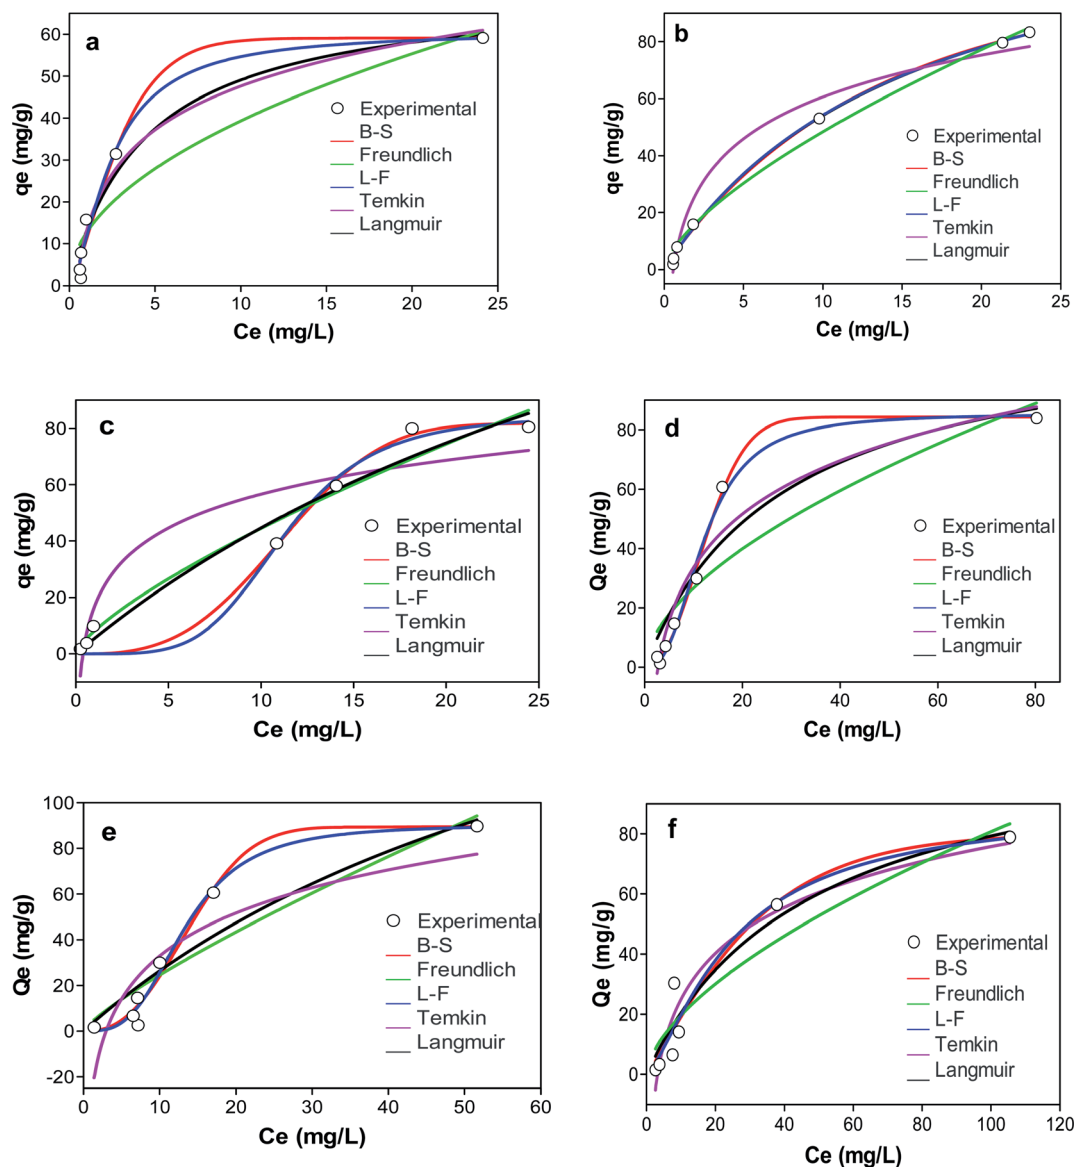 a
60
50
40
30
20
10
0
qe (mg/g)
Experimental
B-S
Freundlich
L-F
Temkin
Langmuir
0 5 10 15 20 25
Ce (mg/L)
b
80
60
40
20
0
qe (mg/g)
Experimental
B-S
Freundlich
L-F
Temkin
Langmuir
0 5 10 15 20 25
Ce (mg/L)
c
80
60
40
20
0
qe (mg/g)
Experimental
B-S
Freundlich
L-F
Temkin
Langmuir
0 5 10 15 20 25
Ce (mg/L)
d
80
60
40
20
0
Qe (mg/g)
Experimental
B-S
Freundlich
L-F
Temkin
Langmuir
0 20 40 60 80
Ce (mg/L)
e
100
80
60
40
20
0
-20
Qe (mg/g)
Experimental
B-S
Freundlich
L-F
Temkin
Langmuir
0 10 20 30 40 50 60
Ce (mg/L)
f
80
60
40
20
0
Qe (mg/g)
Experimental
B-S
Freundlich
L-F
Temkin
Langmuir
0 20 40 60 80 100 120
Ce (mg/L)